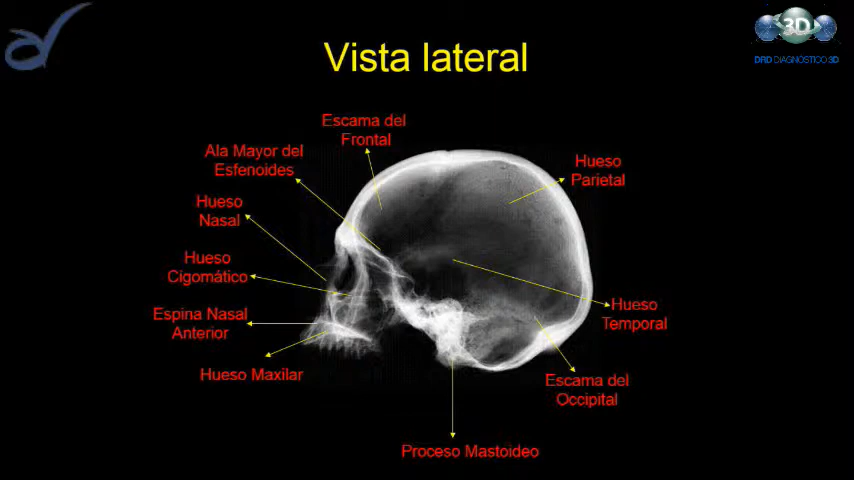 Vista lateral
3D
DRD DIAGNÓSTICO 3D
Escama del
Frontal
Ala Mayor del
Esfenoides
Hueso
Parietal
Hueso
Nasal
Hueso
Cigomático
Espina Nasal
Anterior
Hueso
Temporal
Hueso Maxilar
Escama del
Occipital
Proceso Mastoideo